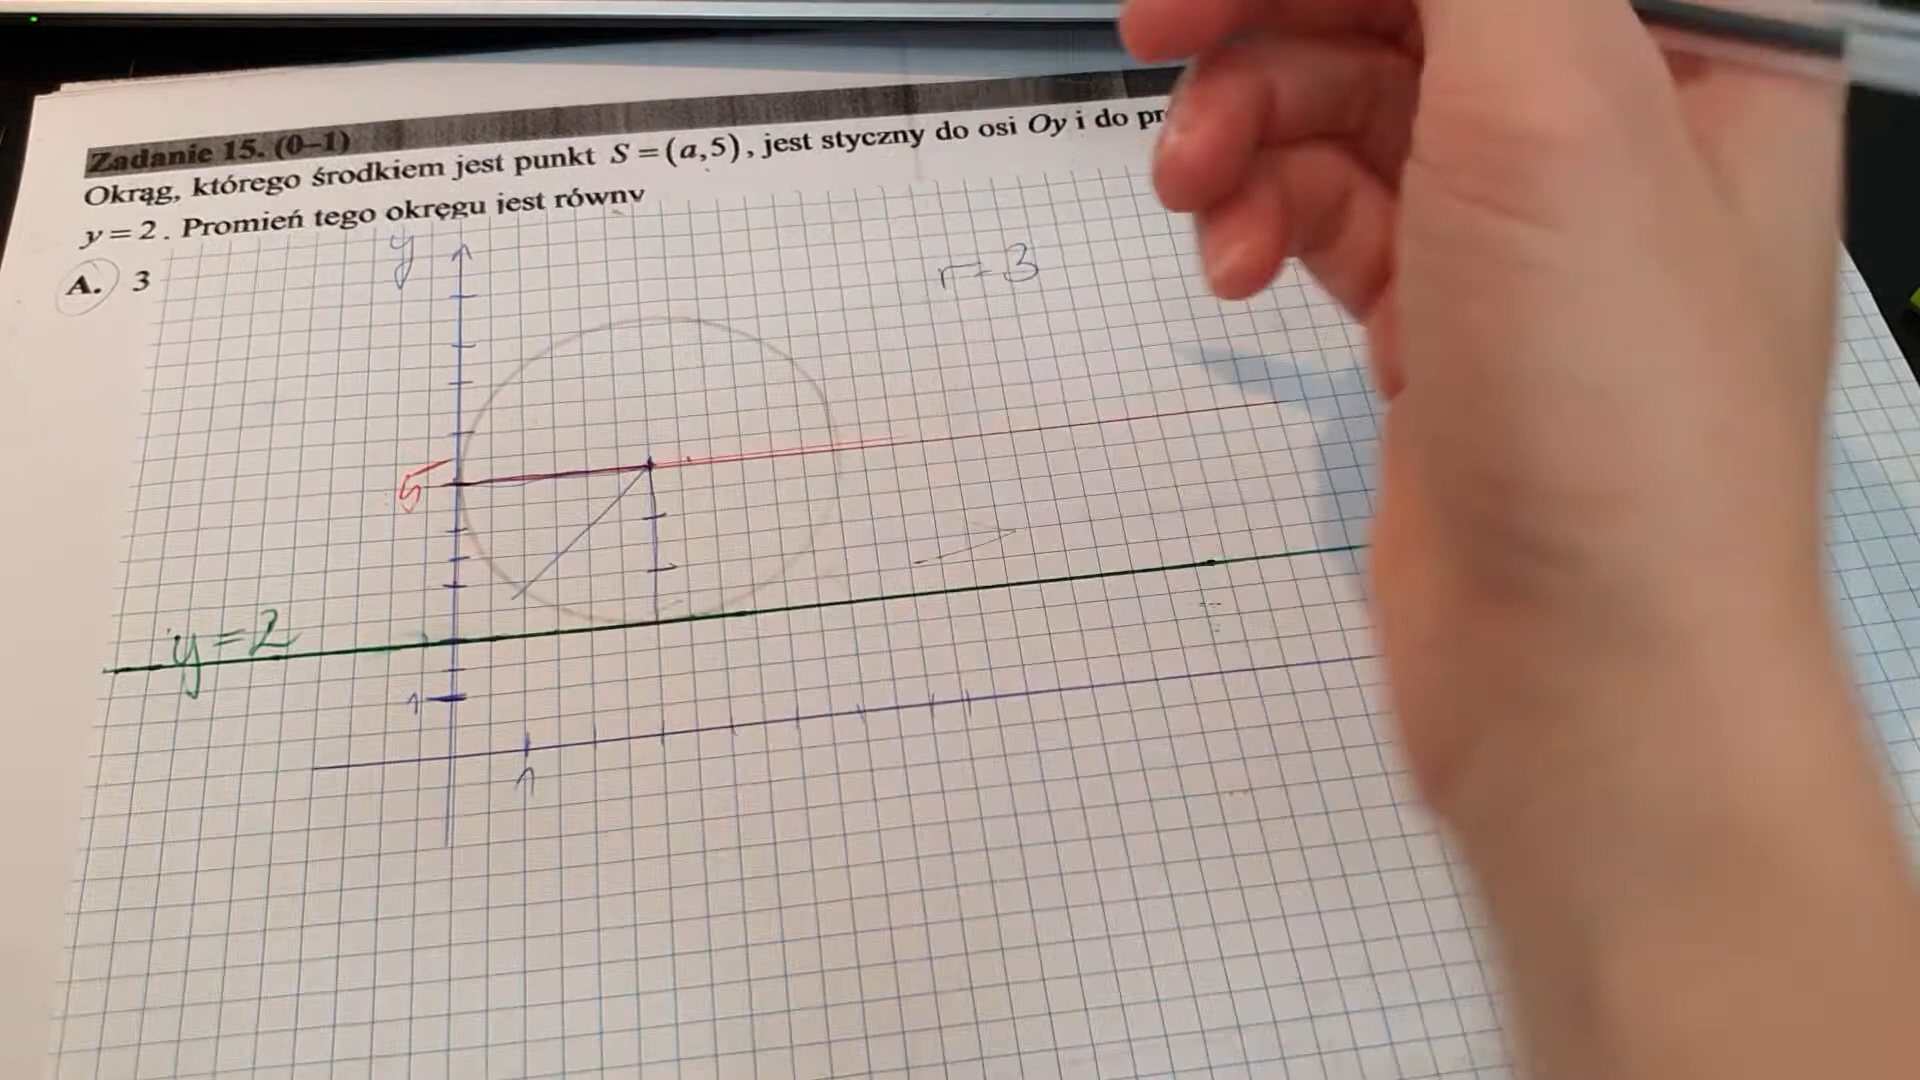 Zadanie 15. (0–1)
Okrąg, którego środkiem jest punkt S = (a,5), jest styczny do osi Oy i do
y = 2. Promień tego okręgu jest równy
A. 3
y
r = 3
5
y = 2
1
1